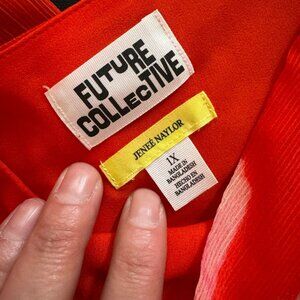 FUTURE
COLLECTIVE
JENEÉ NAYLOR
1X
MADE IN
BANGLADESH
HECHO EN
BANGLADESH